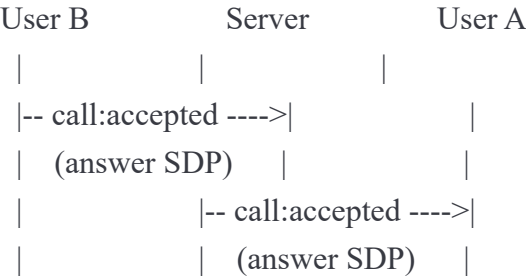 User B Server User A
| | |
|-- call:accepted ---->| |
| (answer SDP) | |
| |-- call:accepted ---->|
| | (answer SDP) |